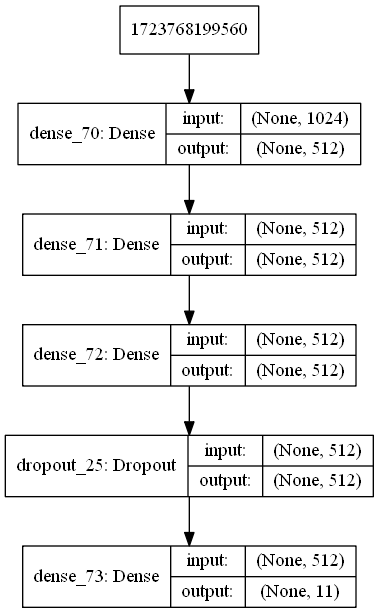 1723768199560
dense_70: Dense
input: (None, 1024)
output: (None, 512)
dense_71: Dense
input: (None, 512)
output: (None, 512)
dense_72: Dense
input: (None, 512)
output: (None, 512)
dropout_25: Dropout
input: (None, 512)
output: (None, 512)
dense_73: Dense
input: (None, 512)
output: (None, 11)